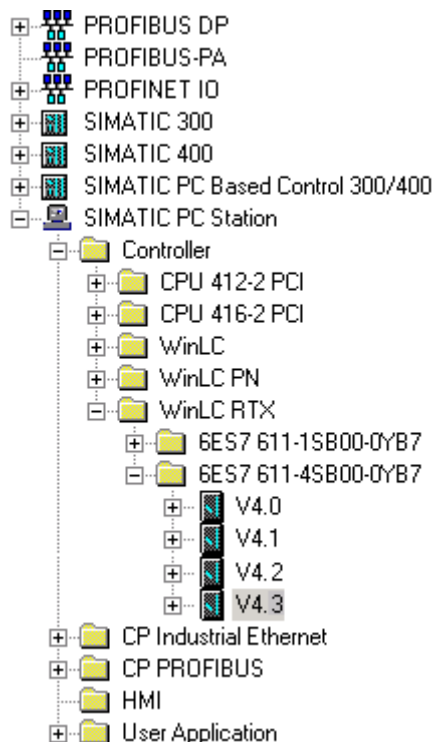 PROFIBUS DP
PROFIBUS-PA
PROFINET IO
SIMATIC 300
SIMATIC 400
SIMATIC PC Based Control 300/400
SIMATIC PC Station
Controller
CPU 412-2 PCI
CPU 416-2 PCI
WinLC
WinLC PN
WinLC RTX
6ES7 611-1SB00-0YB7
6ES7 611-4SB00-0YB7
V4.0
V4.1
V4.2
V4.3
CP Industrial Ethernet
CP PROFIBUS
HMI
User Application